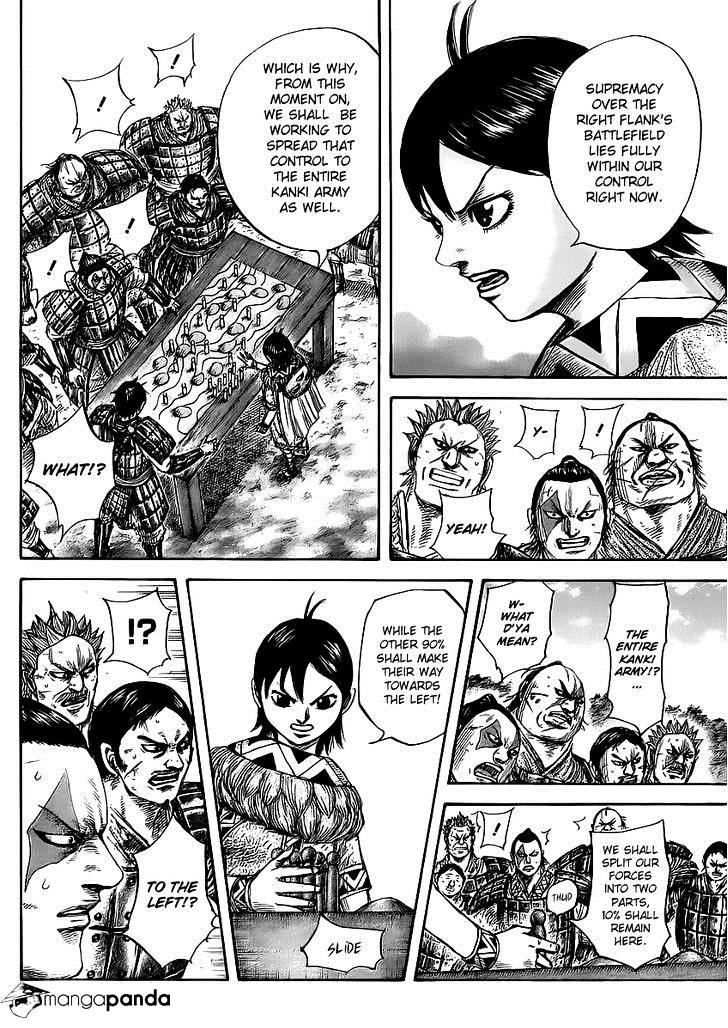 SUPREMACY
OVER THE
RIGHT FLANK'S
BATTLEFIELD
LIES FULLY
WITHIN OUR
CONTROL
RIGHT NOW.
WHICH IS WHY,
FROM THIS
MOMENT ON,
WE SHALL BE
WORKING TO
SPREAD THAT
CONTROL TO
THE ENTIRE
KANKI ARMY
AS WELL.
!
!
!
!
WHAT!?
!
Y-
YEAH!
THE
ENTIRE
KANKI
ARMY!?
...
W-
WHAT
D'YA
MEAN?
WE SHALL
SPLIT OUR
FORCES
INTO TWO
PARTS,
10% SHALL
REMAIN
HERE.
!
THUD
WHILE THE
OTHER 90%
SHALL MAKE
THEIR WAY
TOWARDS
THE LEFT!
SLIDE
!?
TO THE
LEFT!?
mangapanda